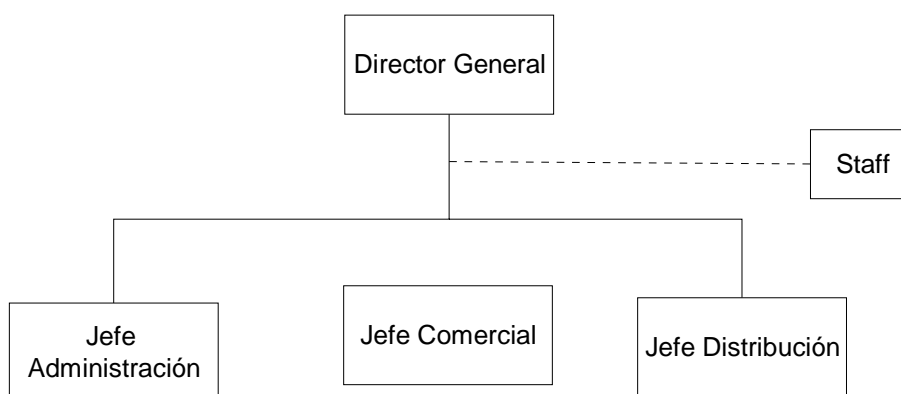 Director General
Staff
Jefe
Administración
Jefe Comercial
Jefe Distribución